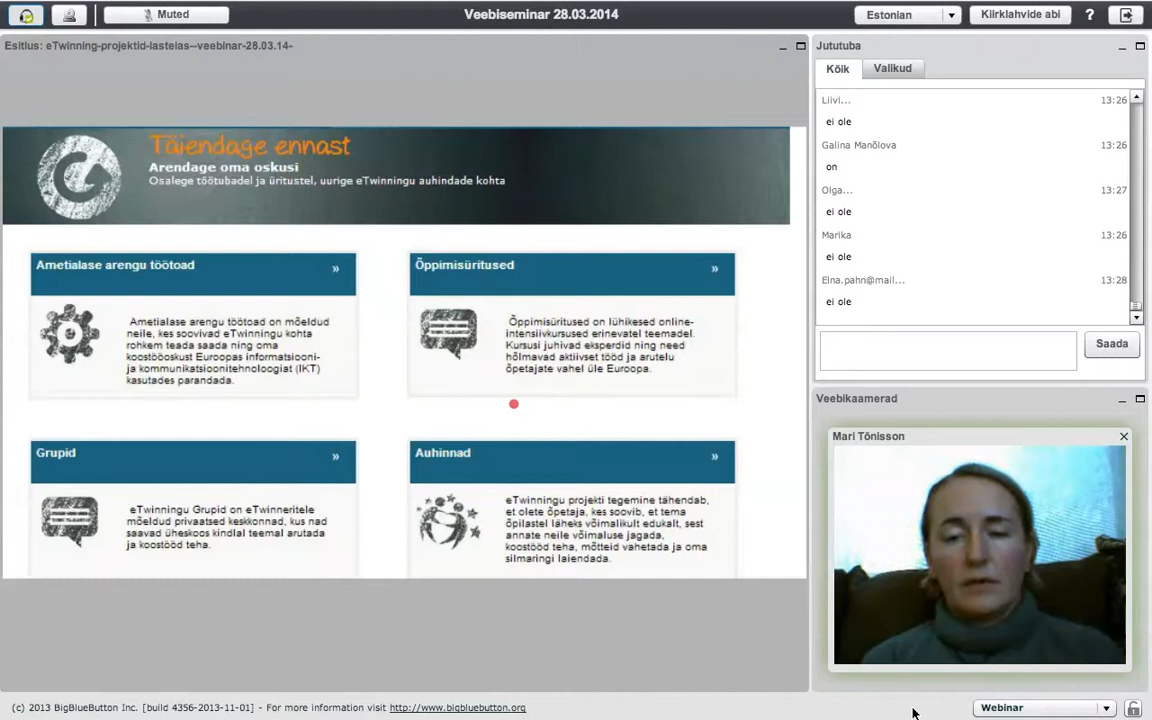 Muted
Veebiseminar 28.03.2014
Estonian
Kiirklahvide abi
?
Esitlus: eTwinning-projektid-lasteias--veebinar-28.03.14-
Täiendage ennast
Arendage oma oskusi
Osalege töötubadel ja üritustel, uurige eTwinningu auhindade kohta
Ametialase arengu töötoad »
Ametialase arengu töötoad on mõeldud
neile, kes soovivad eTwinningu kohta
rohkem teada saada ning oma
koostööoskust Euroopas informatsiooni-
ja kommunikatsioonitehnoloogiat (IKT)
kasutades parandada.
Õppimisüritused »
Õppimisüritused on lühikesed online-
intensiivkursused erinevatel teemadel.
Kursusi juhivad eksperdid ning need
hõlmavad aktiivset tööd ja arutelu
õpetajate vahel üle Euroopa.
Grupid »
eTwinningu Grupid on eTwinneritele
mõeldud privaatsed keskkonnad, kus nad
saavad üheskoos kindlal teemal arutada
ja koostööd teha.
Auhinnad »
eTwinningu projekti tegemine tähendab,
et olete õpetaja, kes soovib, et tema
õpilastel läheks võimalikult edukalt, sest
annate neile võimaluse jagada,
koostööd teha, mõtteid vahetada ja oma
silmaringi laiendada.
Jututuba
Kõik
Valikud
Liivi... 13:26
ei ole
Galina Manõlova 13:26
on
Olga... 13:27
ei ole
Marika 13:26
ei ole
Elna.pahn@mail... 13:28
ei ole
Saada
Veebikaamerad
Mari Tõnisson
(c) 2013 BigBlueButton Inc. [build 4356-2013-11-01] - For more information visit http://www.bigbluebutton.org
Webinar